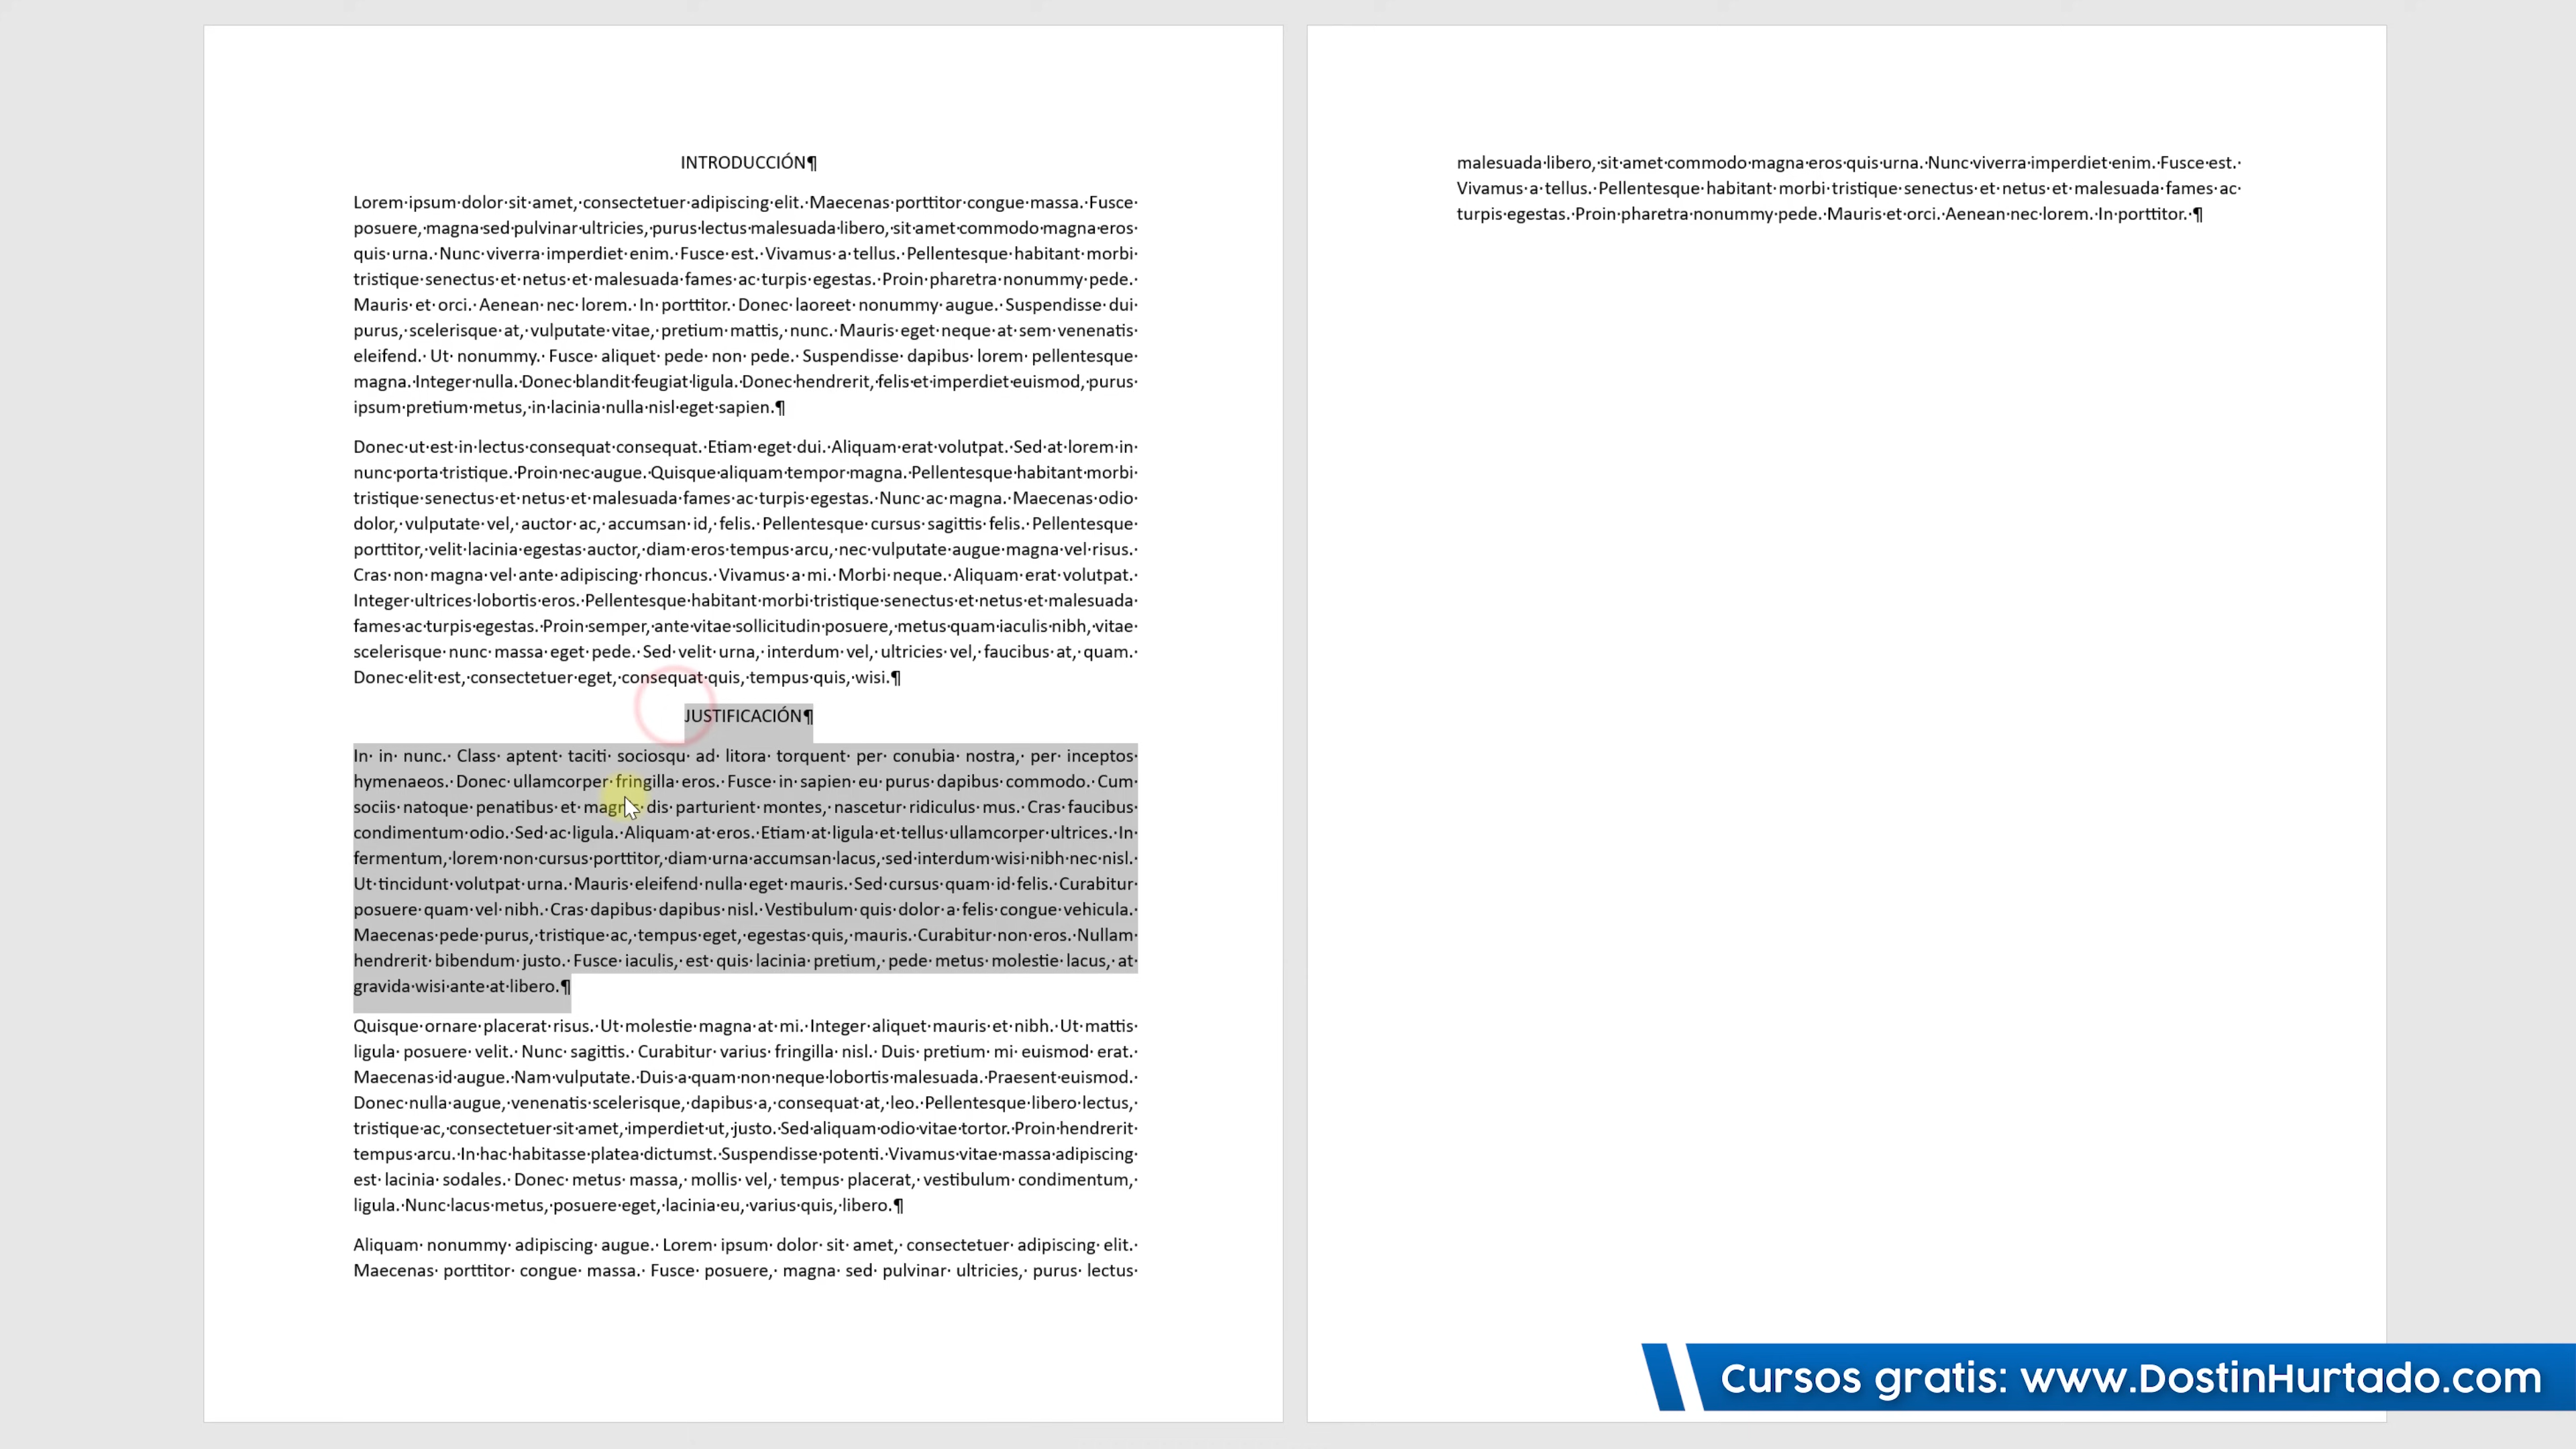 INTRODUCCIÓN¶
Lorem·ipsum·dolor·sit·amet,·consectetuer·adipiscing·elit.·Maecenas·porttitor·congue·massa.·Fusce·
posuere,·magna·sed·pulvinar·ultricies,·purus·lectus·malesuada·libero,·sit·amet·commodo·magna·eros·
quis·urna.·Nunc·viverra·imperdiet·enim.·Fusce·est.·Vivamus·a·tellus.·Pellentesque·habitant·morbi·
tristique·senectus·et·netus·et·malesuada·fames·ac·turpis·egestas.·Proin·pharetra·nonummy·pede.·
Mauris·et·orci.·Aenean·nec·lorem.·In·porttitor.·Donec·laoreet·nonummy·augue.·Suspendisse·dui·
purus,·scelerisque·at,·vulputate·vitae,·pretium·mattis,·nunc.·Mauris·eget·neque·at·sem·venenatis·
eleifend.·Ut·nonummy.·Fusce·aliquet·pede·non·pede.·Suspendisse·dapibus·lorem·pellentesque·
magna.·Integer·nulla.·Donec·blandit·feugiat·ligula.·Donec·hendrerit,·felis·et·imperdiet·euismod,·purus·
ipsum·pretium·metus,·in·lacinia·nulla·nisl·eget·sapien.¶
Donec·ut·est·in·lectus·consequat·consequat.·Etiam·eget·dui.·Aliquam·erat·volutpat.·Sed·at·lorem·in·
nunc·porta·tristique.·Proin·nec·augue.·Quisque·aliquam·tempor·magna.·Pellentesque·habitant·morbi·
tristique·senectus·et·netus·et·malesuada·fames·ac·turpis·egestas.·Nunc·ac·magna.·Maecenas·odio·
dolor,·vulputate·vel,·auctor·ac,·accumsan·id,·felis.·Pellentesque·cursus·sagittis·felis.·Pellentesque·
porttitor,·velit·lacinia·egestas·auctor,·diam·eros·tempus·arcu,·nec·vulputate·augue·magna·vel·risus.·
Cras·non·magna·vel·ante·adipiscing·rhoncus.·Vivamus·a·mi.·Morbi·neque.·Aliquam·erat·volutpat.·
Integer·ultrices·lobortis·eros.·Pellentesque·habitant·morbi·tristique·senectus·et·netus·et·malesuada·
fames·ac·turpis·egestas.·Proin·semper,·ante·vitae·sollicitudin·posuere,·metus·quam·iaculis·nibh,·vitae·
scelerisque·nunc·massa·eget·pede.·Sed·velit·urna,·interdum·vel,·ultricies·vel,·faucibus·at,·quam.·
Donec·elit·est,·consectetuer·eget,·consequat·quis,·tempus·quis,·wisi.¶
JUSTIFICACIÓN¶
In·in·nunc.·Class·aptent·taciti·sociosqu·ad·litora·torquent·per·conubia·nostra,·per·inceptos·
hymenaeos.·Donec·ullamcorper·fringilla·eros.·Fusce·in·sapien·eu·purus·dapibus·commodo.·Cum·
sociis·natoque·penatibus·et·magnis·dis·parturient·montes,·nascetur·ridiculus·mus.·Cras·faucibus·
condimentum·odio.·Sed·ac·ligula.·Aliquam·at·eros.·Etiam·at·ligula·et·tellus·ullamcorper·ultrices.·In·
fermentum,·lorem·non·cursus·porttitor,·diam·urna·accumsan·lacus,·sed·interdum·wisi·nibh·nec·nisl.·
Ut·tincidunt·volutpat·urna.·Mauris·eleifend·nulla·eget·mauris.·Sed·cursus·quam·id·felis.·Curabitur·
posuere·quam·vel·nibh.·Cras·dapibus·dapibus·nisl.·Vestibulum·quis·dolor·a·felis·congue·vehicula.·
Maecenas·pede·purus,·tristique·ac,·tempus·eget,·egestas·quis,·mauris.·Curabitur·non·eros.·Nullam·
hendrerit·bibendum·justo.·Fusce·iaculis,·est·quis·lacinia·pretium,·pede·metus·molestie·lacus,·at·
gravida·wisi·ante·at·libero.¶
Quisque·ornare·placerat·risus.·Ut·molestie·magna·at·mi.·Integer·aliquet·mauris·et·nibh.·Ut·mattis·
ligula·posuere·velit.·Nunc·sagittis.·Curabitur·varius·fringilla·nisl.·Duis·pretium·mi·euismod·erat.·
Maecenas·id·augue.·Nam·vulputate.·Duis·a·quam·non·neque·lobortis·malesuada.·Praesent·euismod.·
Donec·nulla·augue,·venenatis·scelerisque,·dapibus·a,·consequat·at,·leo.·Pellentesque·libero·lectus,·
tristique·ac,·consectetuer·sit·amet,·imperdiet·ut,·justo.·Sed·aliquam·odio·vitae·tortor.·Proin·hendrerit·
tempus·arcu.·In·hac·habitasse·platea·dictumst.·Suspendisse·potenti.·Vivamus·vitae·massa·adipiscing·
est·lacinia·sodales.·Donec·metus·massa,·mollis·vel,·tempus·placerat,·vestibulum·condimentum,·
ligula.·Nunc·lacus·metus,·posuere·eget,·lacinia·eu,·varius·quis,·libero.¶
Aliquam·nonummy·adipiscing·augue.·Lorem·ipsum·dolor·sit·amet,·consectetuer·adipiscing·elit.·
Maecenas·porttitor·congue·massa.·Fusce·posuere,·magna·sed·pulvinar·ultricies,·purus·lectus·
malesuada·libero,·sit·amet·commodo·magna·eros·quis·urna.·Nunc·viverra·imperdiet·enim.·Fusce·est.·
Vivamus·a·tellus.·Pellentesque·habitant·morbi·tristique·senectus·et·netus·et·malesuada·fames·ac·
turpis·egestas.·Proin·pharetra·nonummy·pede.·Mauris·et·orci.·Aenean·nec·lorem.·In·porttitor.·¶
Cursos gratis: www.DostinHurtado.com